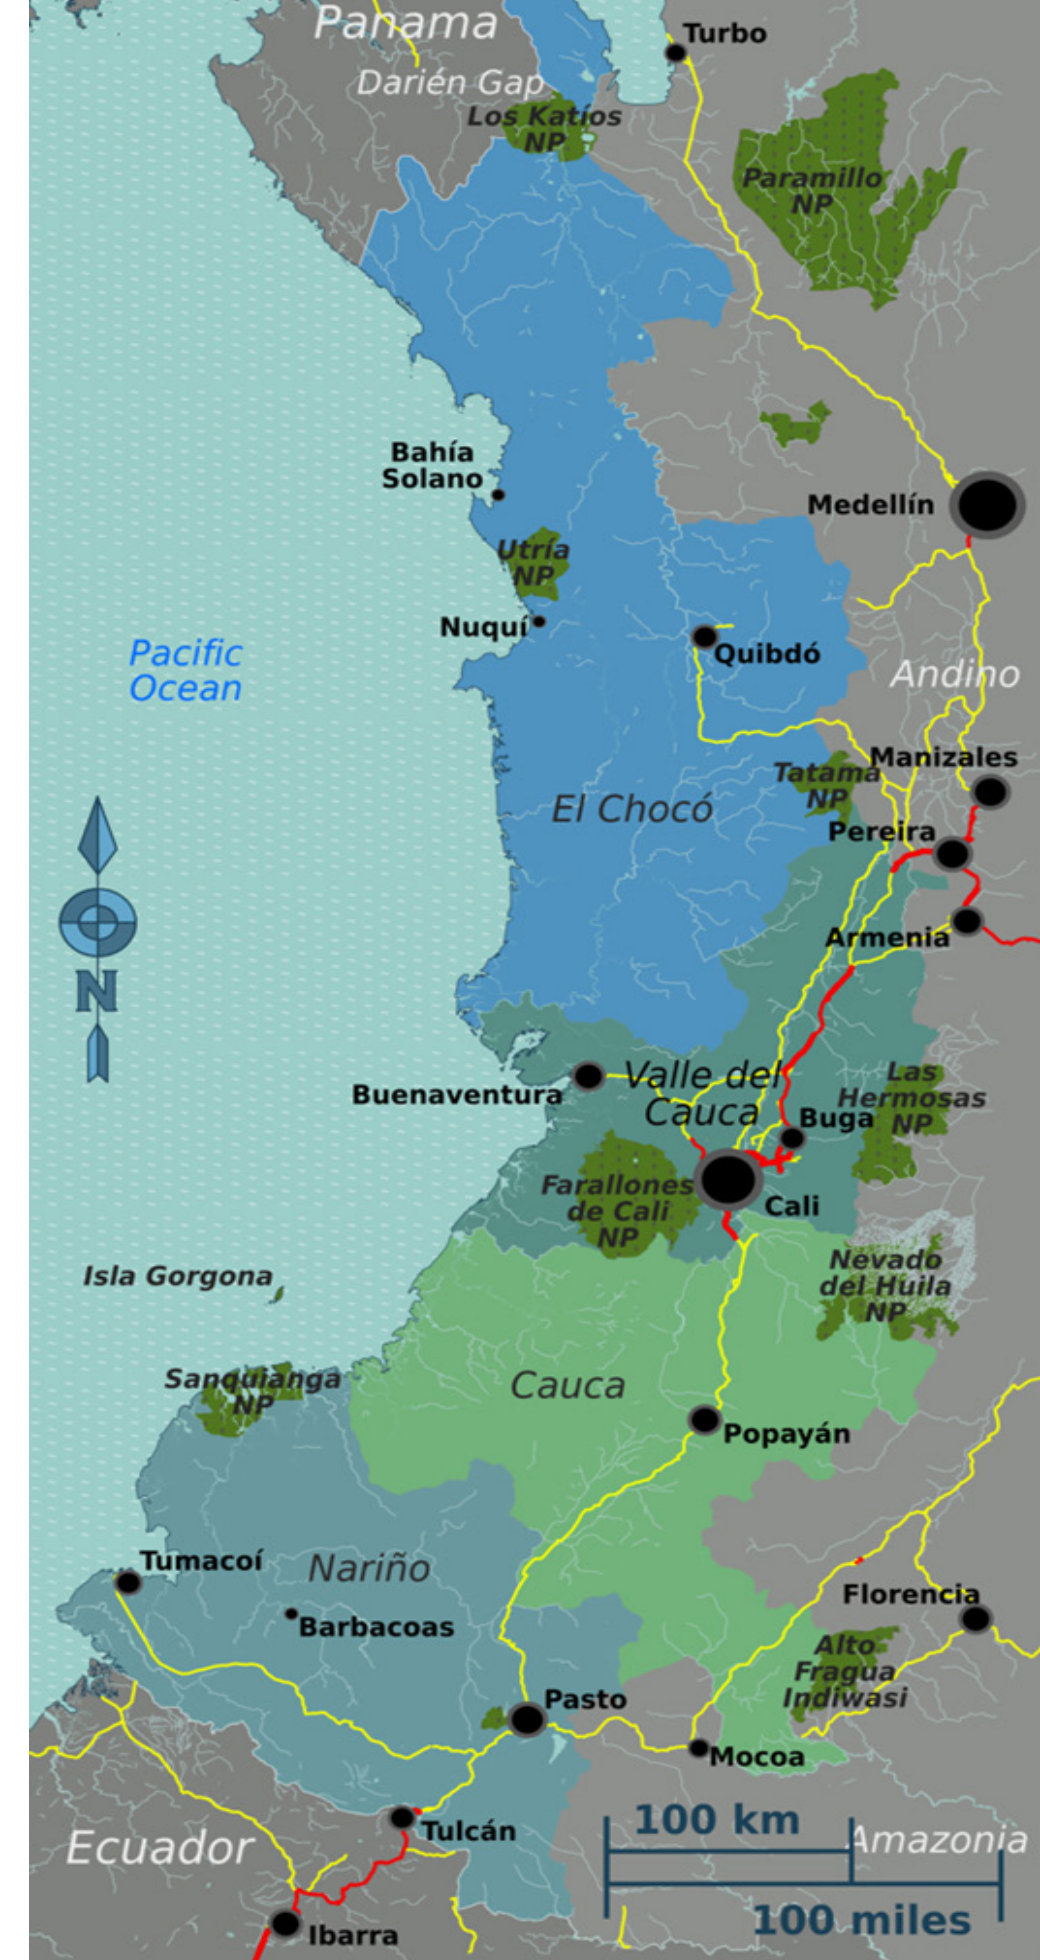 Panama
Turbo
Darién Gap
Los Katíos
NP
Paramillo
NP
Bahía
Solano
Medellín
Utría
NP
Nuquí
Quibdó
Pacific
Ocean
Andino
Manizales
Tatamá
NP
El Chocó
Pereira
Armenia
N
Buenaventura
Valle del
Cauca
Las
Hermosas
NP
Buga
Farallones
de Cali
NP
Cali
Isla Gorgona
Nevado
del Huila
NP
Sanquianga
NP
Cauca
Popayán
Tumacoí
Nariño
Barbacoas
Florencia
Alto
Fragua
Indiwasi
Pasto
Mocoa
100 km
Tulcán
Ecuador
Amazonia
100 miles
Ibarra